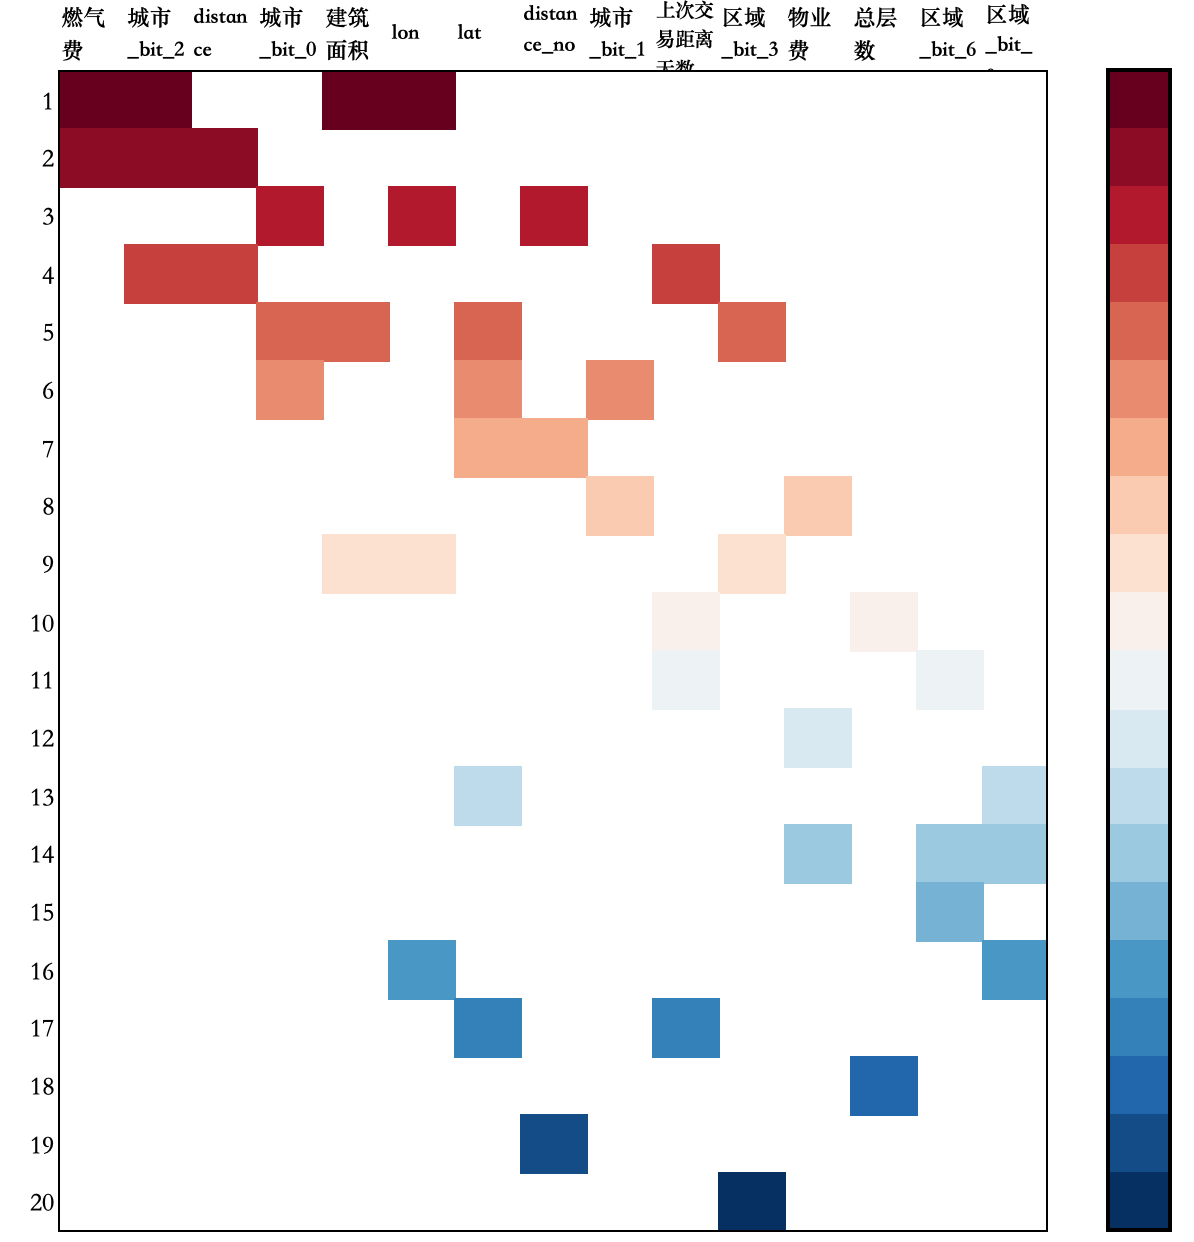 燃气
费
城市
_bit_2
distan
ce
城市
_bit_0
建筑
面积
lon
lat
distan
ce_no
城市
_bit_1
上次交
易距离
天数
区域
_bit_3
物业
费
总层
数
区域
_bit_6
区域
_bit_
1
2
3
4
5
6
7
8
9
10
11
12
13
14
15
16
17
18
19
20